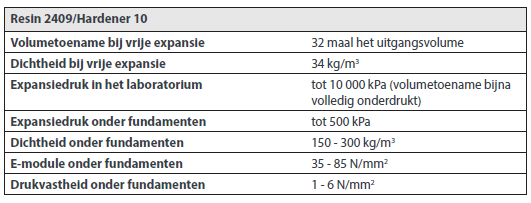 Resin 2409/Hardener 10
Volumetoename bij vrije expansie 32 maal het uitgangsvolume
Dichtheid bij vrije expansie 34 kg/m³
Expansiedruk in het laboratorium tot 10 000 kPa (volumetoename bijna
volledig onderdrukt)
Expansiedruk onder fundamenten tot 500 kPa
Dichtheid onder fundamenten 150 - 300 kg/m³
E-module onder fundamenten 35 - 85 N/mm²
Drukvastheid onder fundamenten 1 - 6 N/mm²